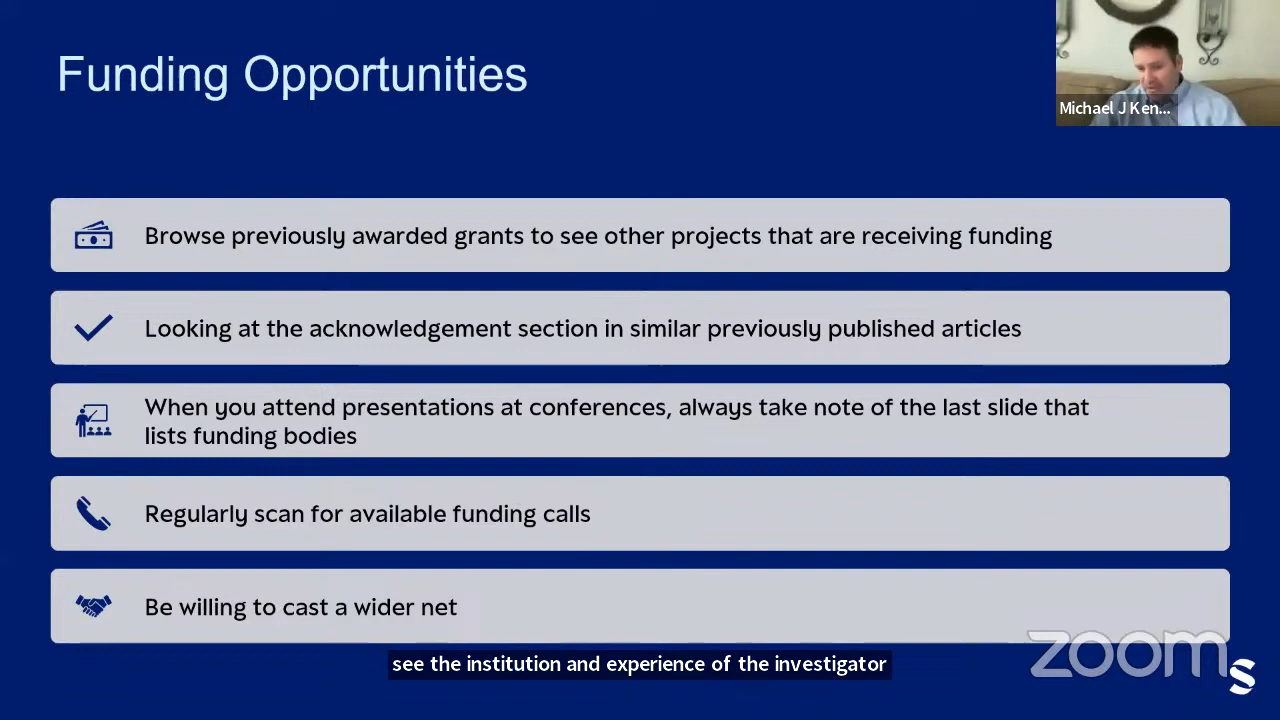 Funding Opportunities
Michael J Ken...
Browse previously awarded grants to see other projects that are receiving funding
Looking at the acknowledgement section in similar previously published articles
When you attend presentations at conferences, always take note of the last slide that
lists funding bodies
Regularly scan for available funding calls
Be willing to cast a wider net
zoom
see the institution and experience of the investigator
S